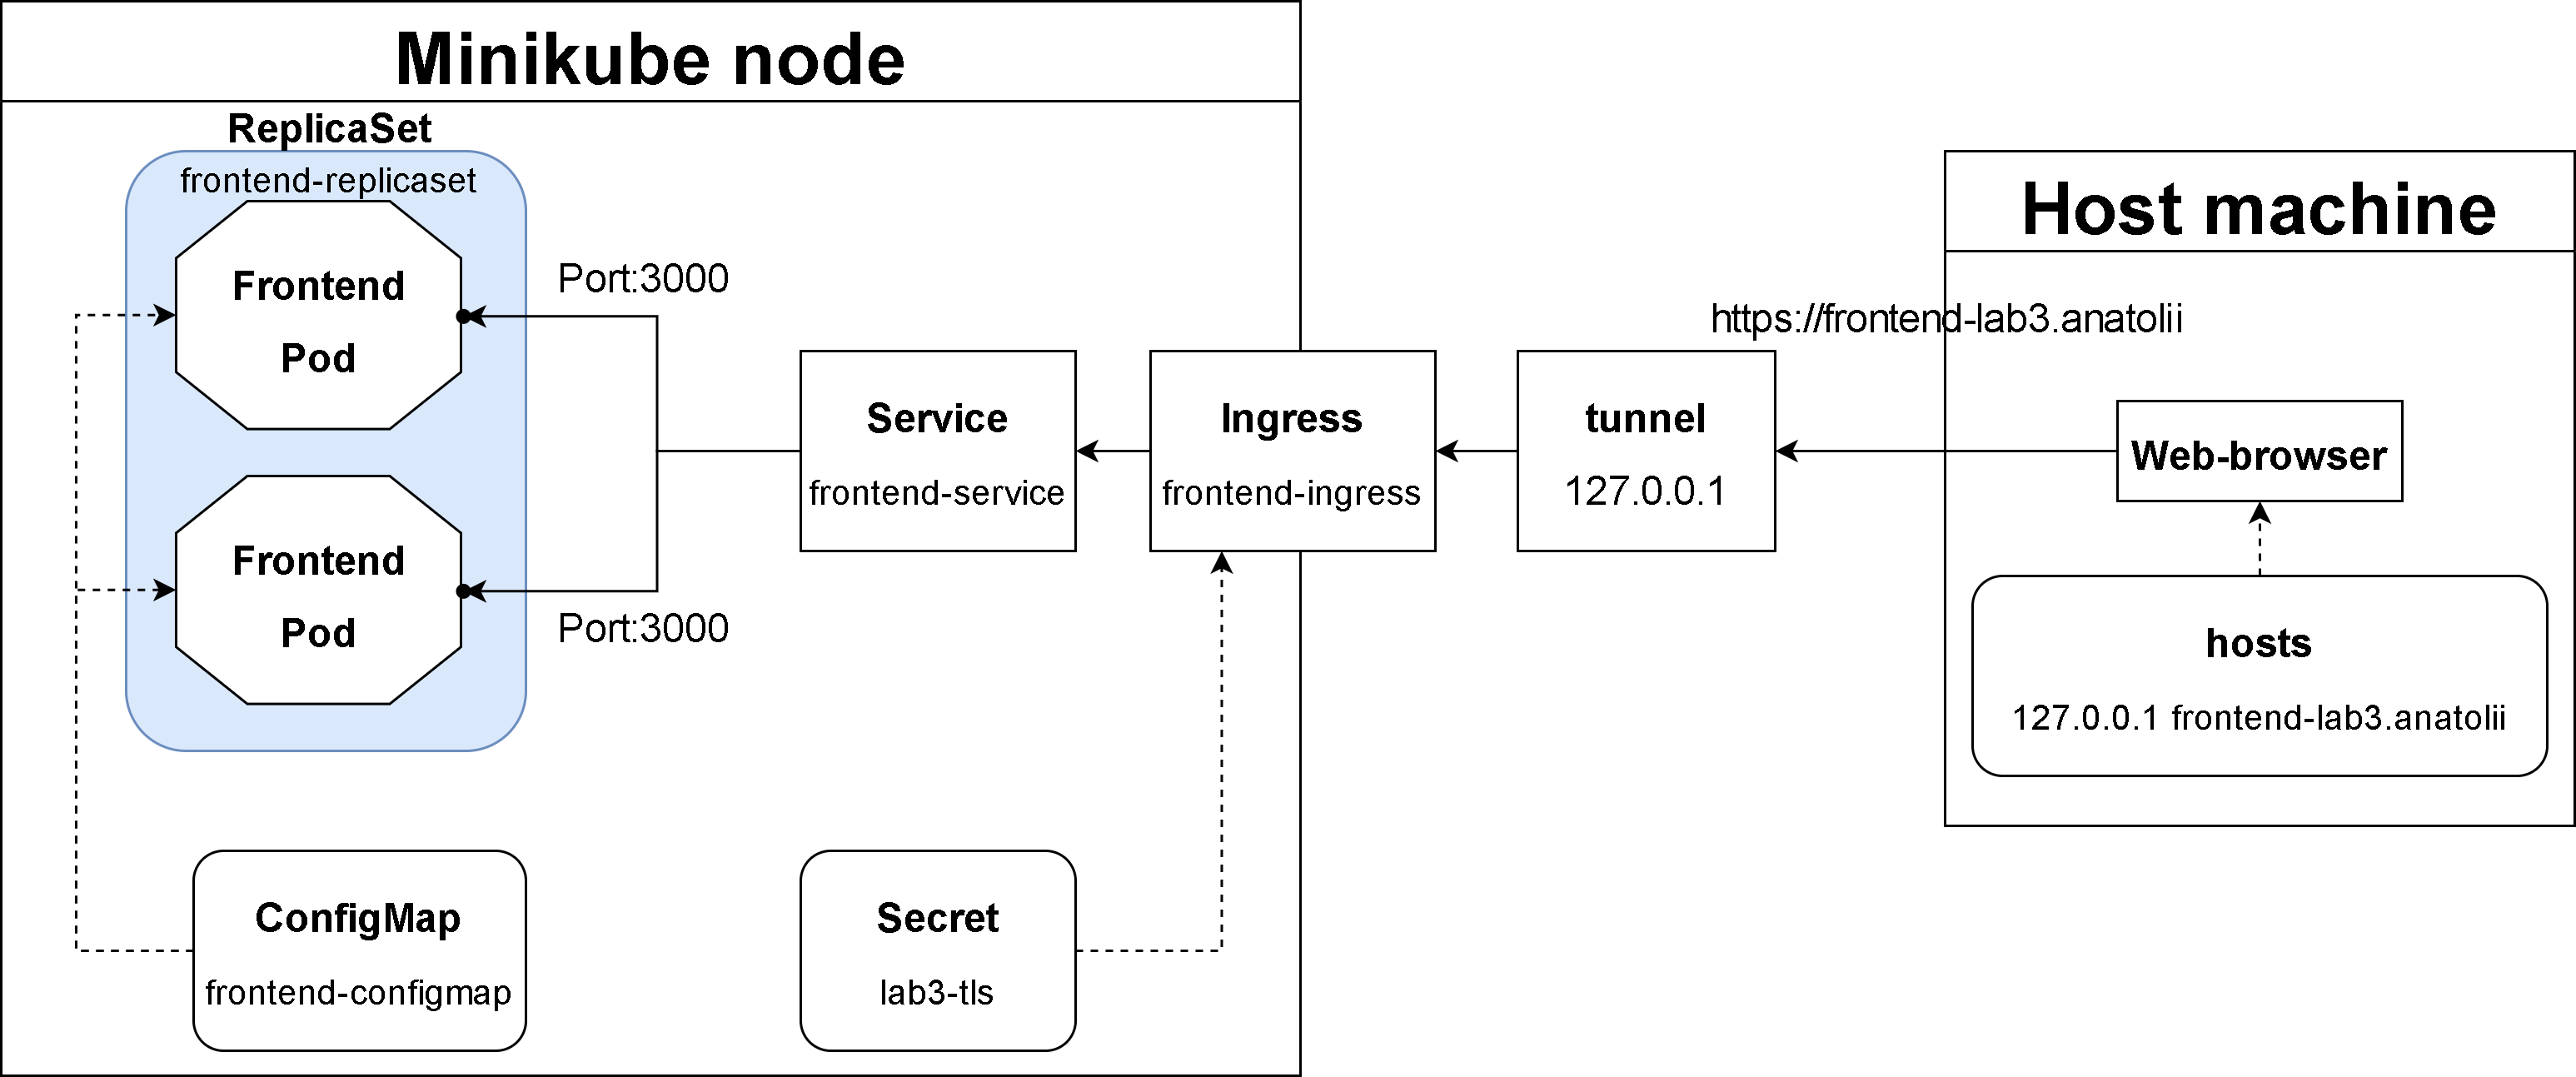 Minikube node
ReplicaSet
frontend-replicaset
Frontend
Pod
Port:3000
Frontend
Pod
Port:3000
Service
frontend-service
Ingress
frontend-ingress
tunnel
127.0.0.1
ConfigMap
frontend-configmap
Secret
lab3-tls
Host machine
https://frontend-lab3.anatolii
Web-browser
hosts
127.0.0.1 frontend-lab3.anatolii